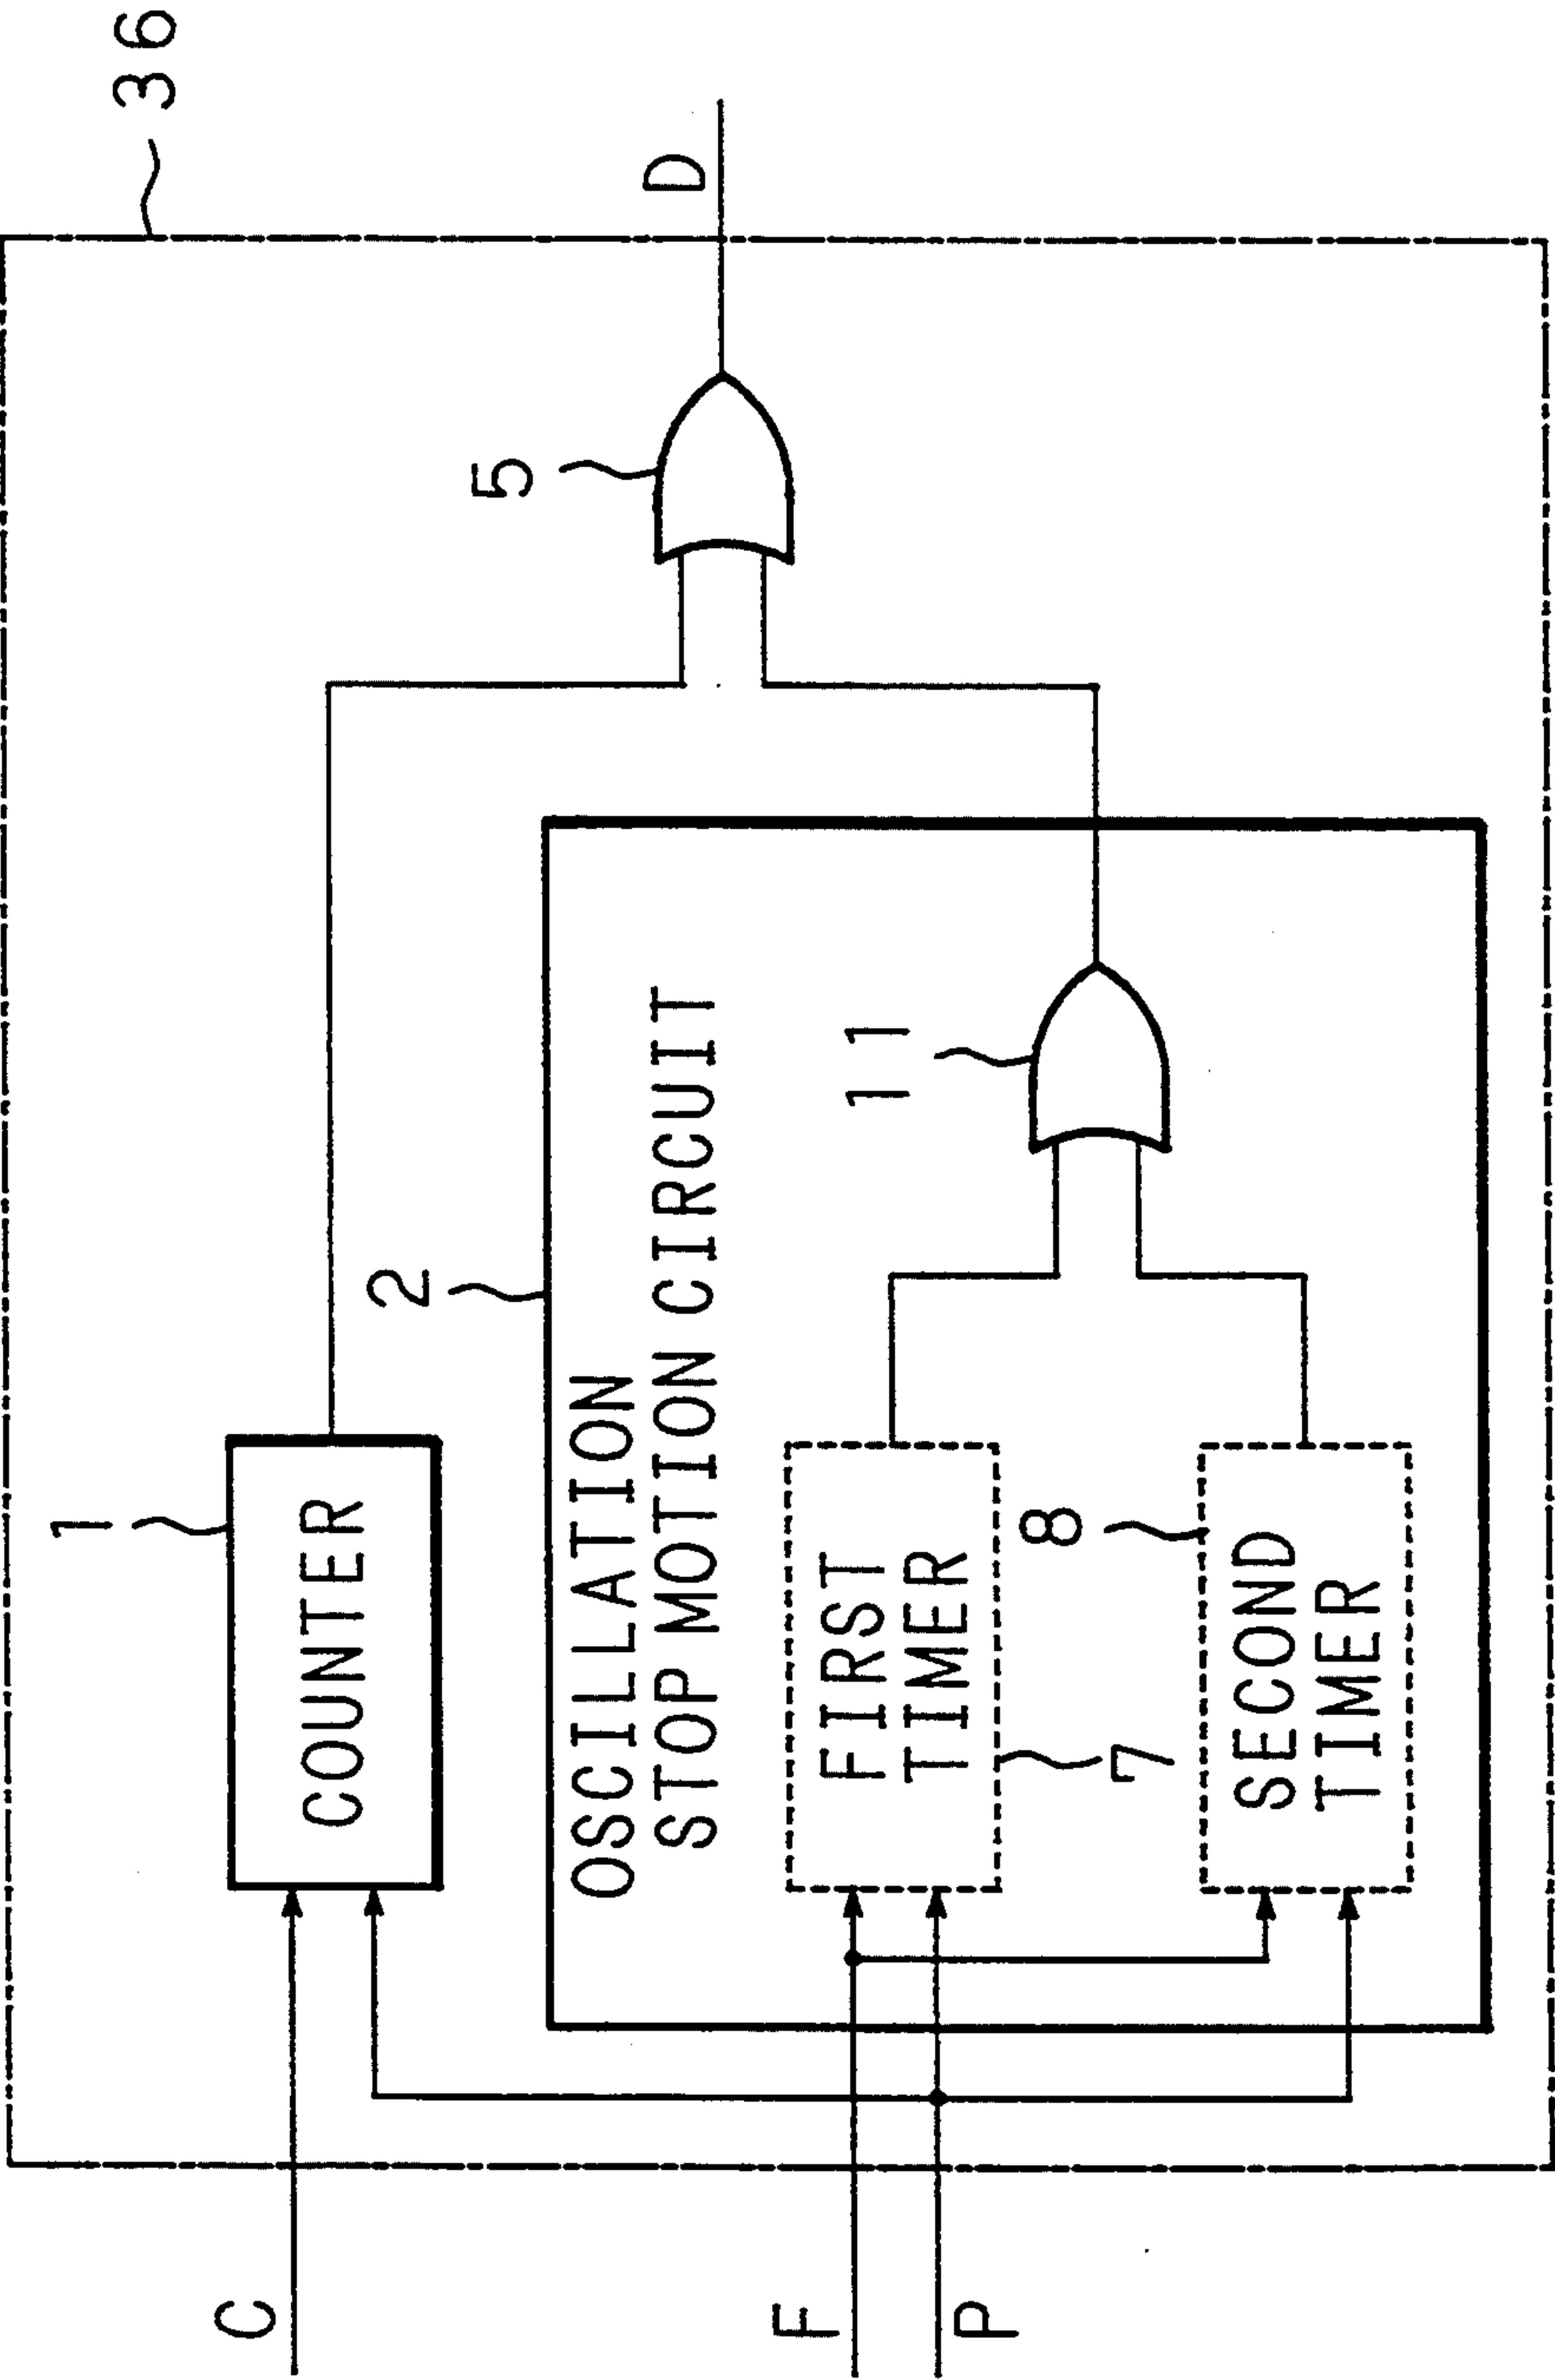 36
D
5
1
COUNTER
2
OSCILLATION
STOP MOTION CIRCUIT
11
FIRST
TIMER
7
8
SECOND
TIMER
C
F
P